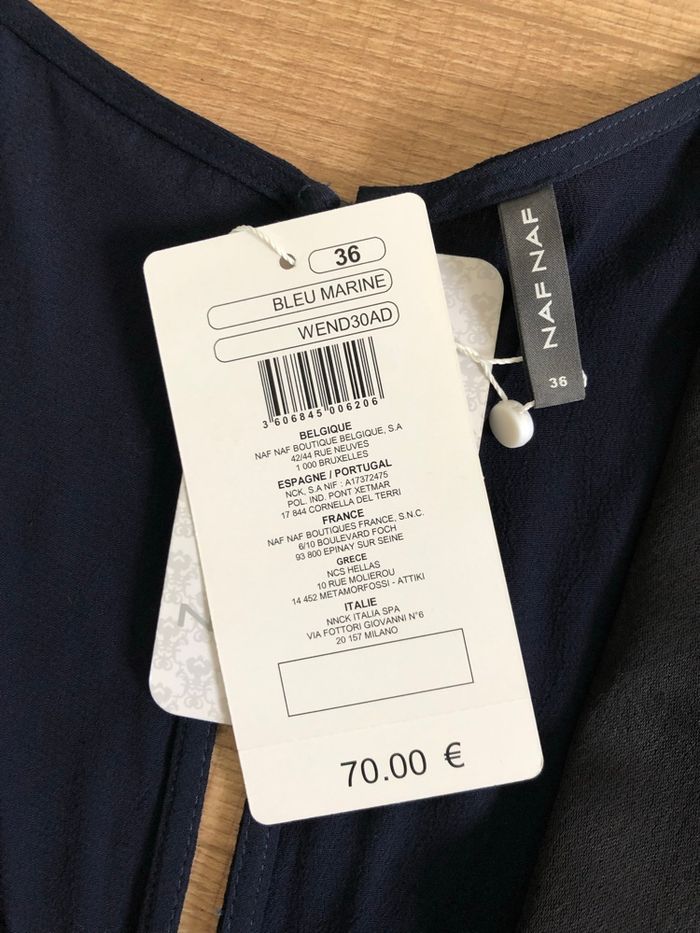 36
BLEU MARINE
WEND30AD
3 606845 006206
BELGIQUE
NAF NAF BOUTIQUE BELGIQUE, S.A
42/44 RUE NEUVES
1 000 BRUXELLES
ESPAGNE / PORTUGAL
NCK, S.A NIF : A17372475
POL. IND. PONT XETMAR
17 844 CORNELLA DEL TERRI
FRANCE
NAF NAF BOUTIQUES FRANCE, S.N.C.
6/10 BOULEVARD FOCH
93 800 EPINAY SUR SEINE
GRECE
NCS HELLAS
10 RUE MOLIEROU
14 452 METAMORFOSSI - ATTIKI
ITALIE
NNCK ITALIA SPA
VIA FOTTORI GIOVANNI N°6
20 157 MILANO
70.00 €
NAF NAF
36